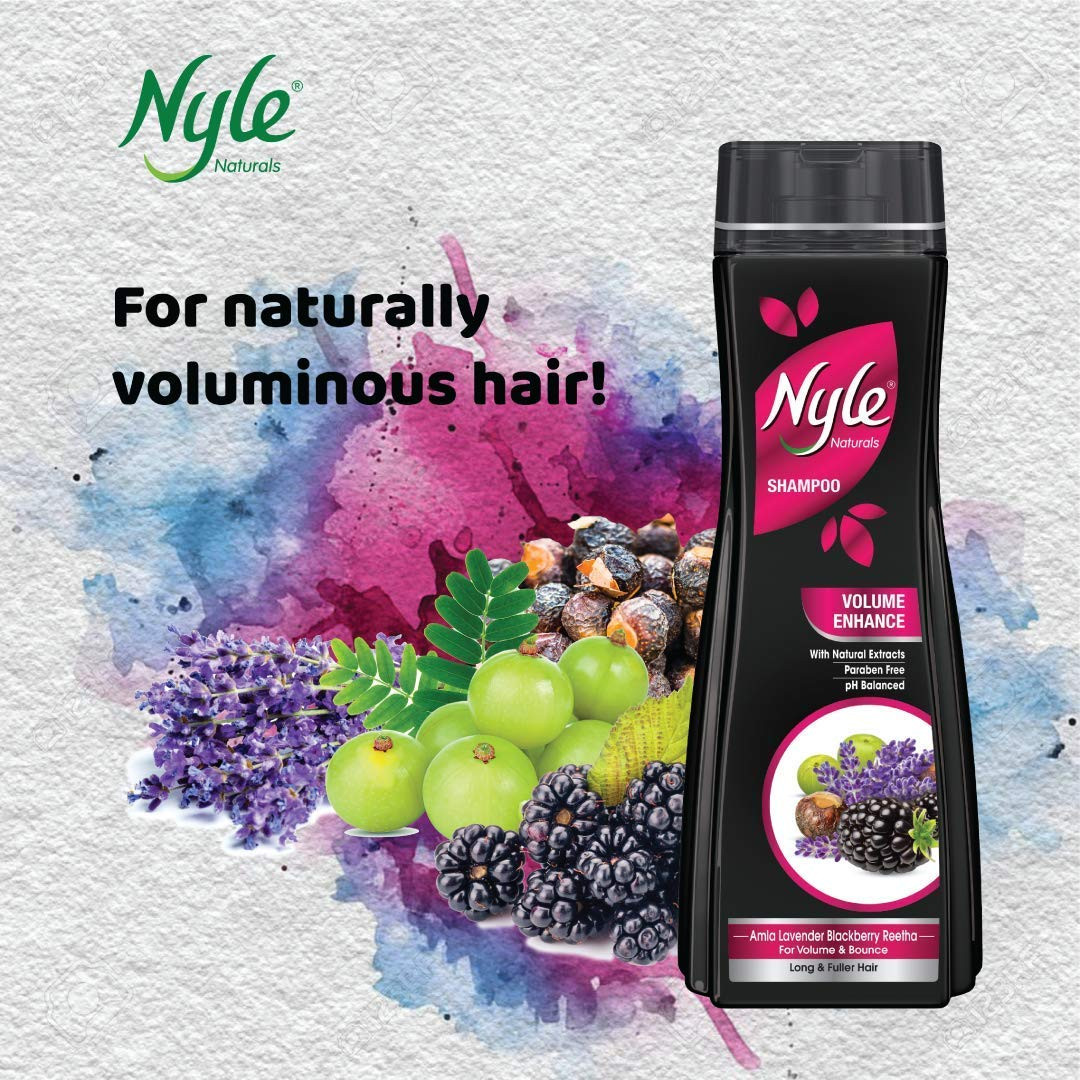 Nyle®
Naturals
For naturally
voluminous hair!
Nyle®
Naturals
SHAMPOO
VOLUME
ENHANCE
With Natural Extracts
Paraben Free
pH Balanced
Amla Lavender Blackberry Reetha
For Volume & Bounce
Long & Fuller Hair